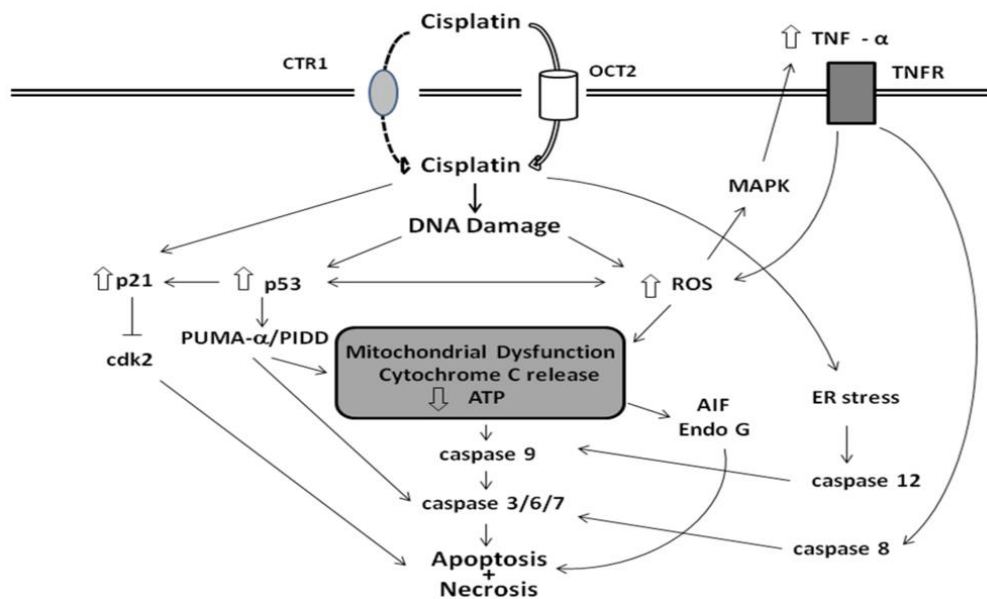 Cisplatin
TNF - α
CTR1
OCT2
TNFR
Cisplatin
MAPK
DNA Damage
p21
p53
ROS
PUMA-α/PIDD
cdk2
Mitochondrial Dysfunction
Cytochrome C release
ATP
AIF
Endo G
ER stress
caspase 9
caspase 12
caspase 3/6/7
caspase 8
Apoptosis
+
Necrosis